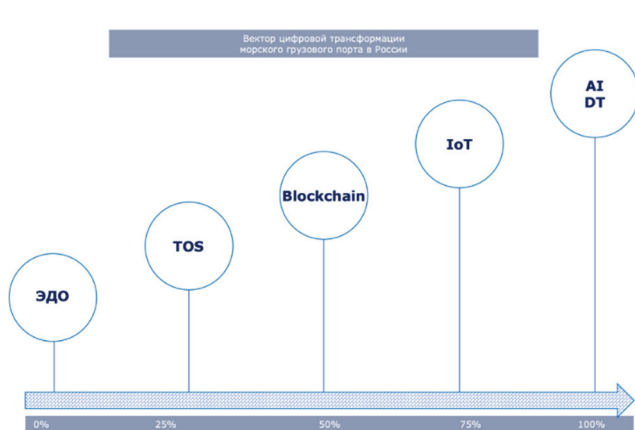 Вектор цифровой трансформации
морского грузового порта в России
AI
DT
IoT
Blockchain
TOS
ЭДО
0% 25% 50% 75% 100%